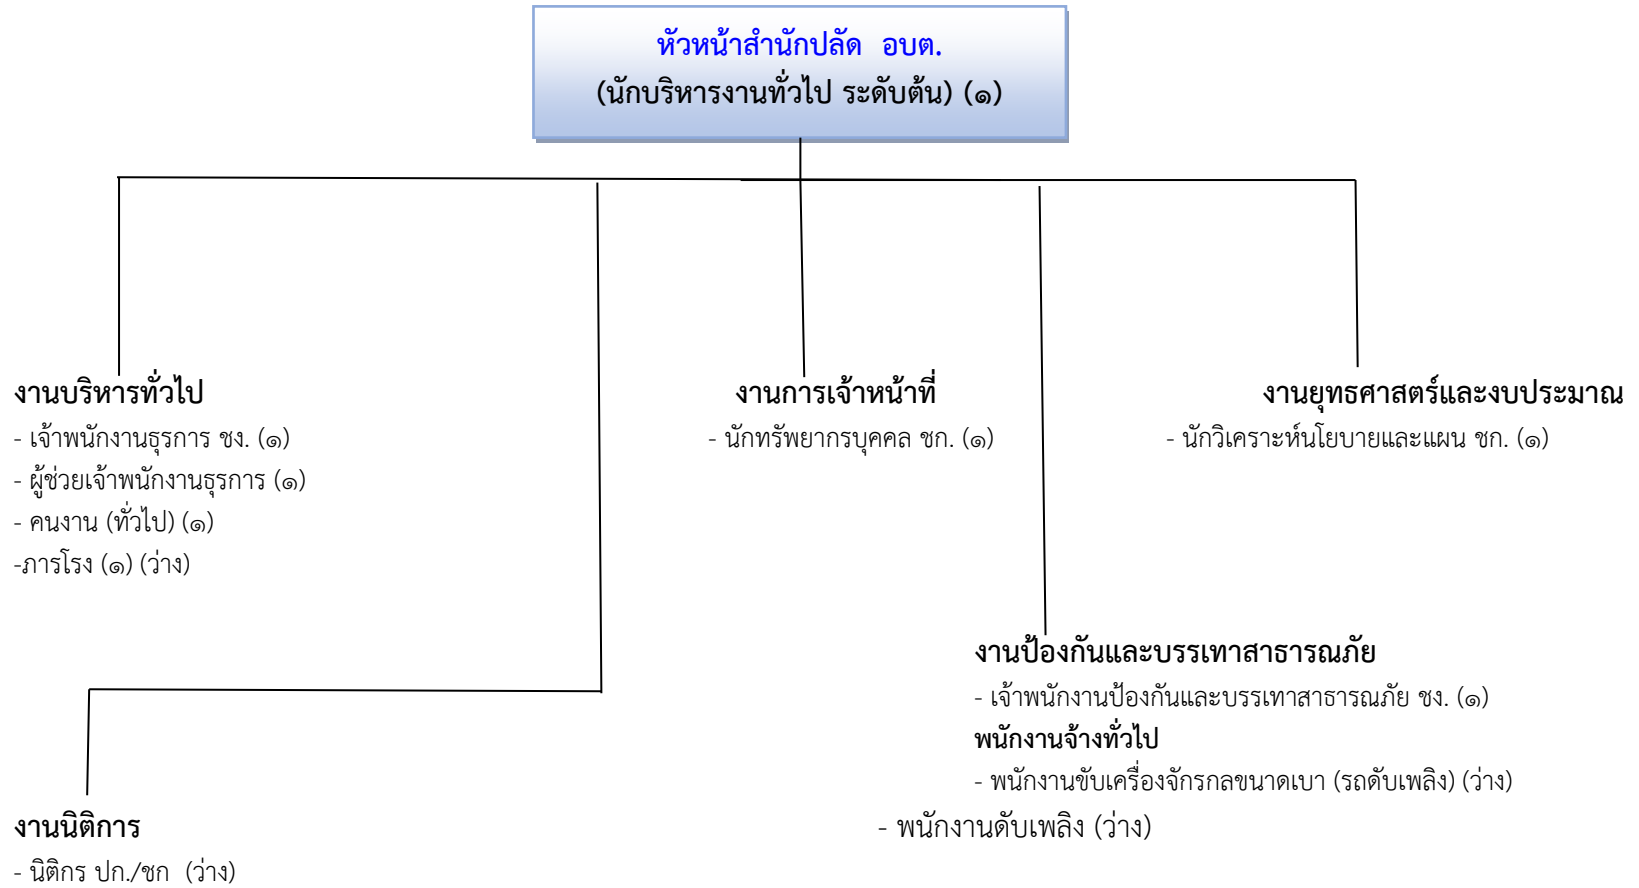 หัวหน้าสำนักปลัด อบต.
(นักบริหารงานทั่วไป ระดับต้น) (๑)
งานบริหารทั่วไป
- เจ้าพนักงานธุรการ ชง. (๑)
- ผู้ช่วยเจ้าพนักงานธุรการ (๑)
- คนงาน (ทั่วไป) (๑)
-ภารโรง (๑) (ว่าง)
งานการเจ้าหน้าที่
- นักทรัพยากรบุคคล ชก. (๑)
งานยุทธศาสตร์และงบประมาณ
- นักวิเคราะห์นโยบายและแผน ชก. (๑)
งานป้องกันและบรรเทาสาธารณภัย
- เจ้าพนักงานป้องกันและบรรเทาสาธารณภัย ชง. (๑)
พนักงานจ้างทั่วไป
- พนักงานขับเครื่องจักรกลขนาดเบา (รถดับเพลิง) (ว่าง)
- พนักงานดับเพลิง (ว่าง)
งานนิติการ
- นิติกร ปก./ชก (ว่าง)